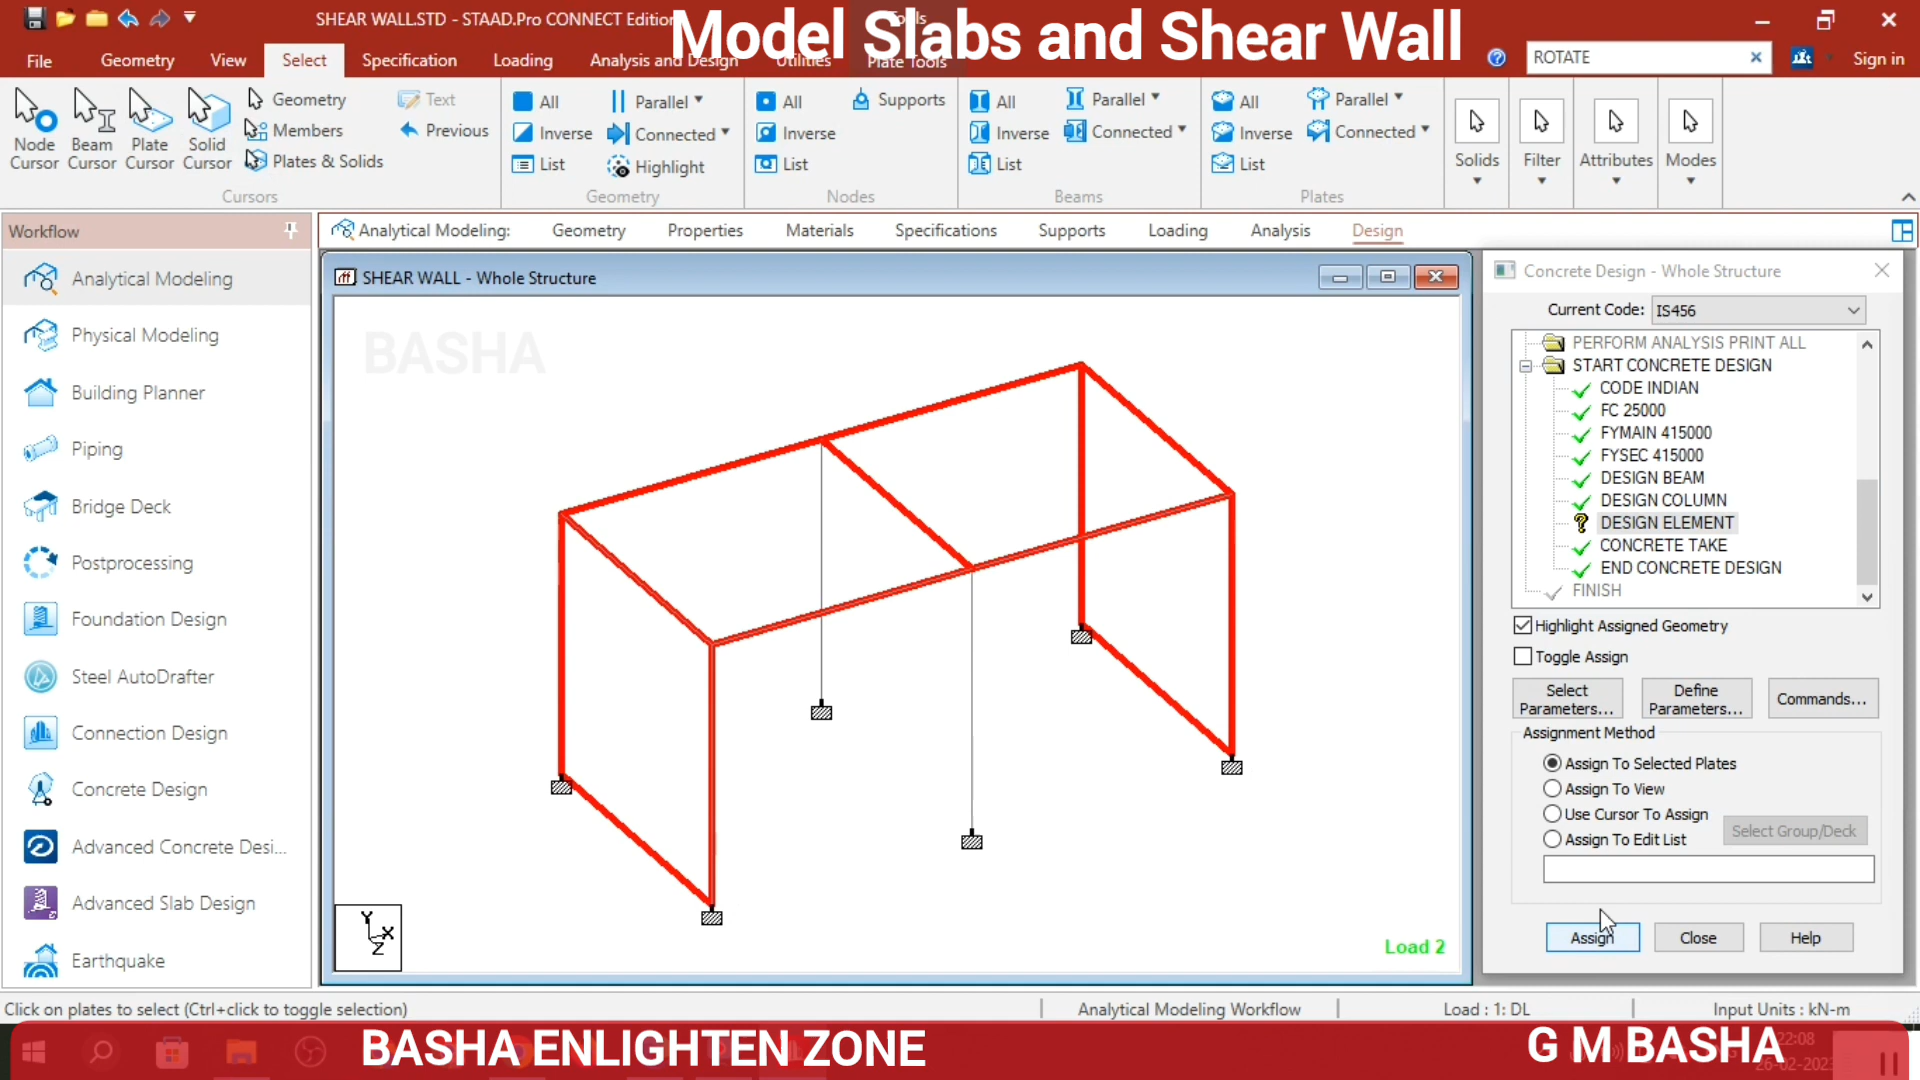 SHEAR WALL.STD - STAAD.Pro CONNECT Edition
Tools
Model Slabs and Shear Wall
File
Geometry
View
Select
Specification
Loading
Analysis and Design
Utilities
Plate Tools
ROTATE
Sign in
Node Cursor
Beam Cursor
Plate Cursor
Solid Cursor
Geometry
Members
Plates & Solids
Text
Previous
Cursors
All
Inverse
List
Parallel
Connected
Highlight
Geometry
All
Inverse
List
Supports
Nodes
All
Inverse
List
Parallel
Connected
Beams
All
Inverse
List
Parallel
Connected
Plates
Solids
Filter
Attributes
Modes
Workflow
Analytical Modeling
Physical Modeling
Building Planner
Piping
Bridge Deck
Postprocessing
Foundation Design
Steel AutoDrafter
Connection Design
Concrete Design
Advanced Concrete Desi...
Advanced Slab Design
Earthquake
Analytical Modeling:
Geometry
Properties
Materials
Specifications
Supports
Loading
Analysis
Design
SHEAR WALL - Whole Structure
BASHA
Y
X
Z
Load 2
Concrete Design - Whole Structure
Current Code: IS456
PERFORM ANALYSIS PRINT ALL
START CONCRETE DESIGN
CODE INDIAN
FC 25000
FYMAIN 415000
FYSEC 415000
DESIGN BEAM
DESIGN COLUMN
DESIGN ELEMENT
CONCRETE TAKE
END CONCRETE DESIGN
FINISH
Highlight Assigned Geometry
Toggle Assign
Select Parameters...
Define Parameters...
Commands...
Assignment Method
Assign To Selected Plates
Assign To View
Use Cursor To Assign
Assign To Edit List
Select Group/Deck
Assign
Close
Help
Click on plates to select (Ctrl+click to toggle selection)
Analytical Modeling Workflow
Load : 1: DL
Input Units : kN-m
BASHA ENLIGHTEN ZONE
G M BASHA
22:08
26-02-2023